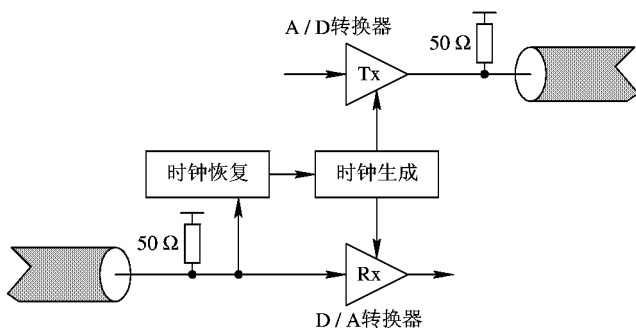 A / D转换器
50 Ω
Tx
时钟恢复
时钟生成
50 Ω
Rx
D / A转换器